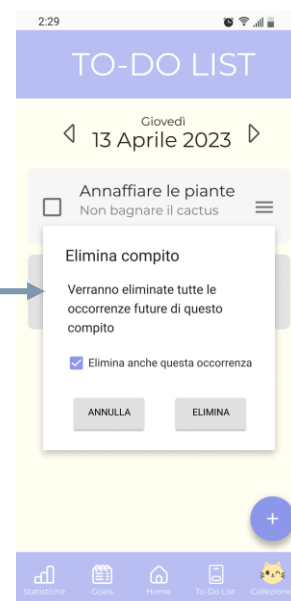 2:29
TO-DO LIST
Giovedì
13 Aprile 2023
Annaffiare le piante
Non bagnare il cactus
Elimina compito
Verranno eliminate tutte le
occorrenze future di questo
compito
Elimina anche questa occorrenza
ANNULLA ELIMINA
+
Statistiche Goals Home To-Do List Collezione